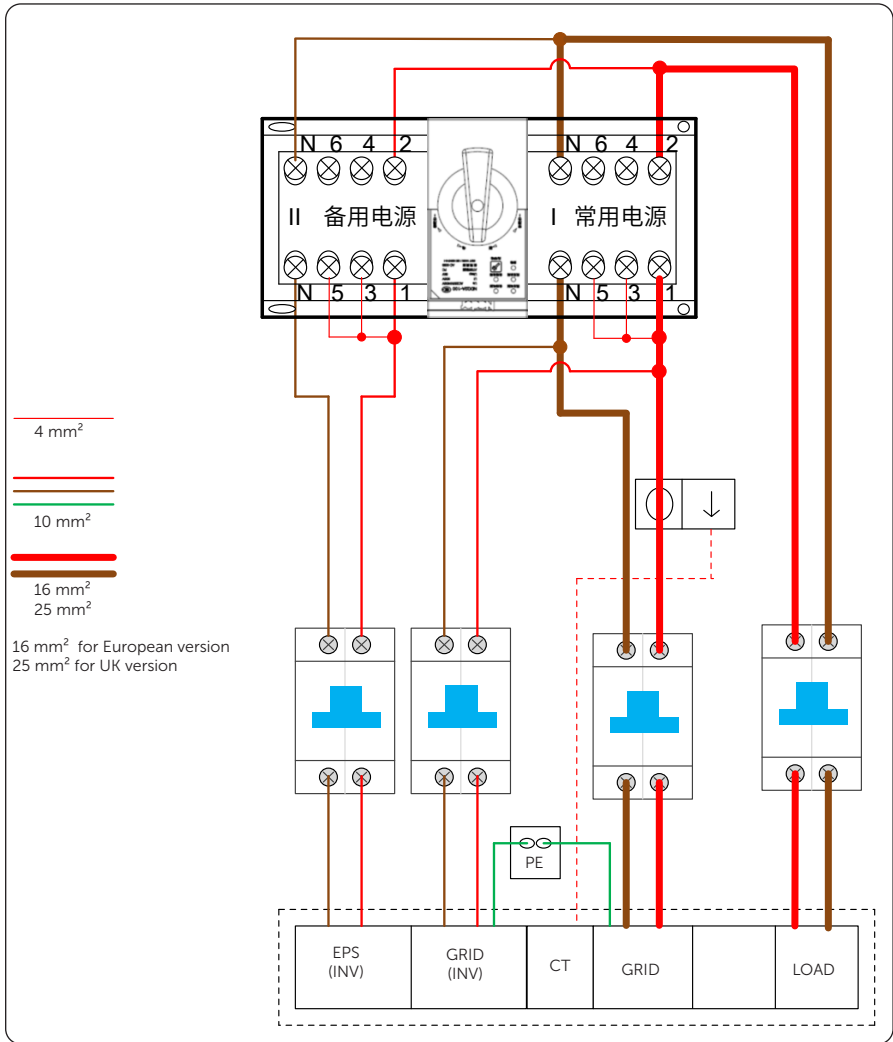 N 6 4 2
N 6 4 2
II 备用电源
I 常用电源
N 5 3 1
N 5 3 1
4 mm²
10 mm²
16 mm²
25 mm²
16 mm² for European version
25 mm² for UK version
PE
EPS
(INV)
GRID
(INV)
CT
GRID
LOAD